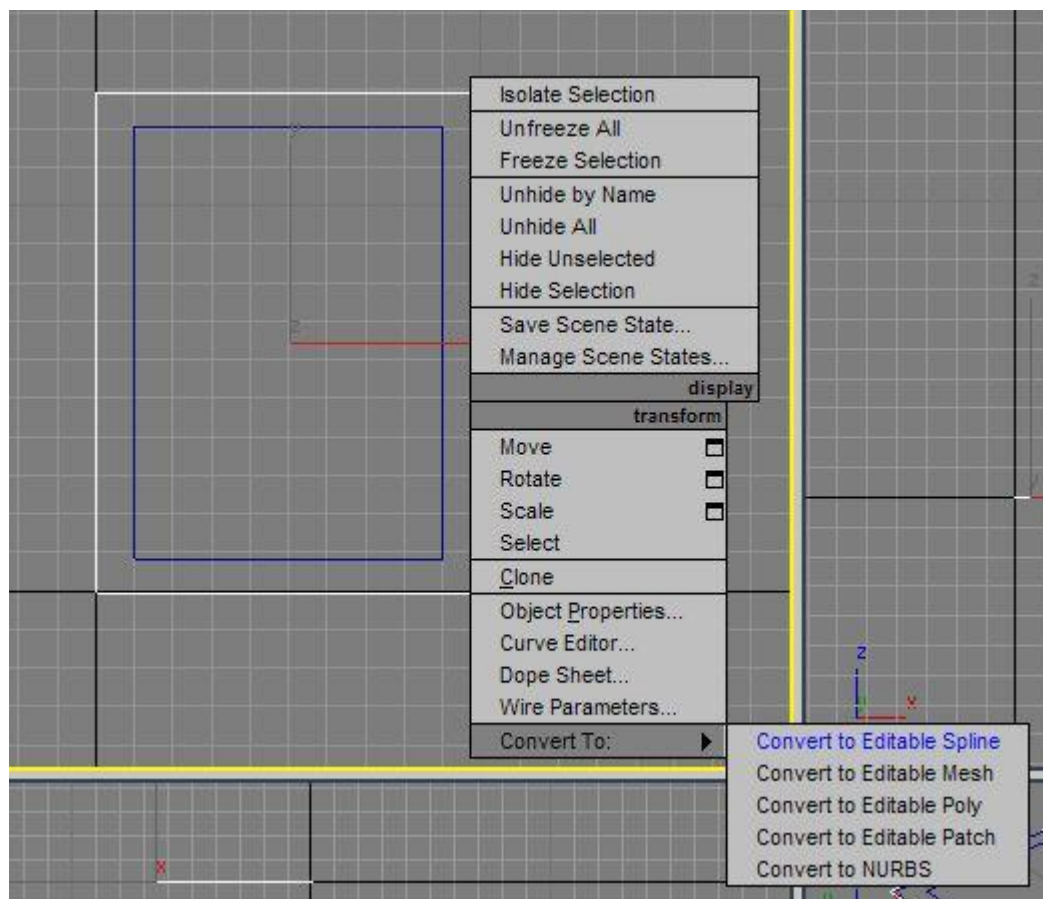 Isolate Selection
Unfreeze All
Freeze Selection
Unhide by Name
Unhide All
Hide Unselected
Hide Selection
Save Scene State...
Manage Scene States...
display
transform
Move
Rotate
Scale
Select
Clone
Object Properties...
Curve Editor...
Dope Sheet...
Wire Parameters...
Convert To:
Convert to Editable Spline
Convert to Editable Mesh
Convert to Editable Poly
Convert to Editable Patch
Convert to NURBS
y
z
z
y
z
x
x